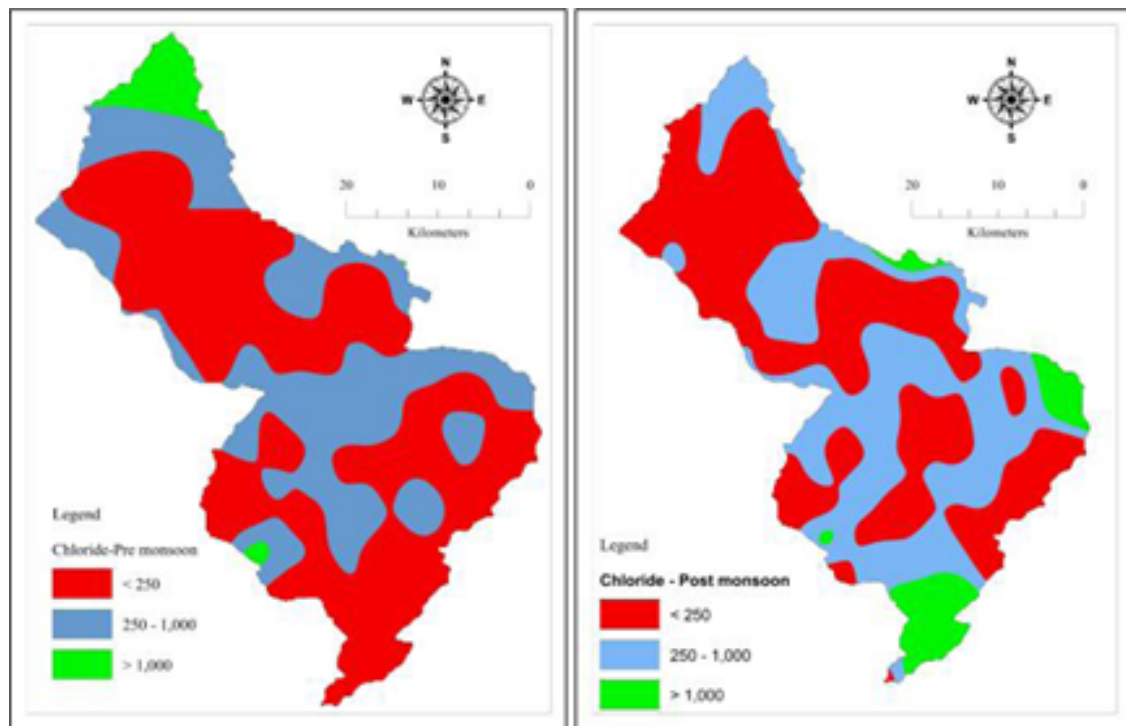 N
W E
S
20 10 0
Kilometers
Legend
Chloride-Pre monsoon
< 250
250 - 1,000
> 1,000
N
W E
S
20 10 0
Kilometers
Legend
Chloride - Post monsoon
< 250
250 - 1,000
> 1,000